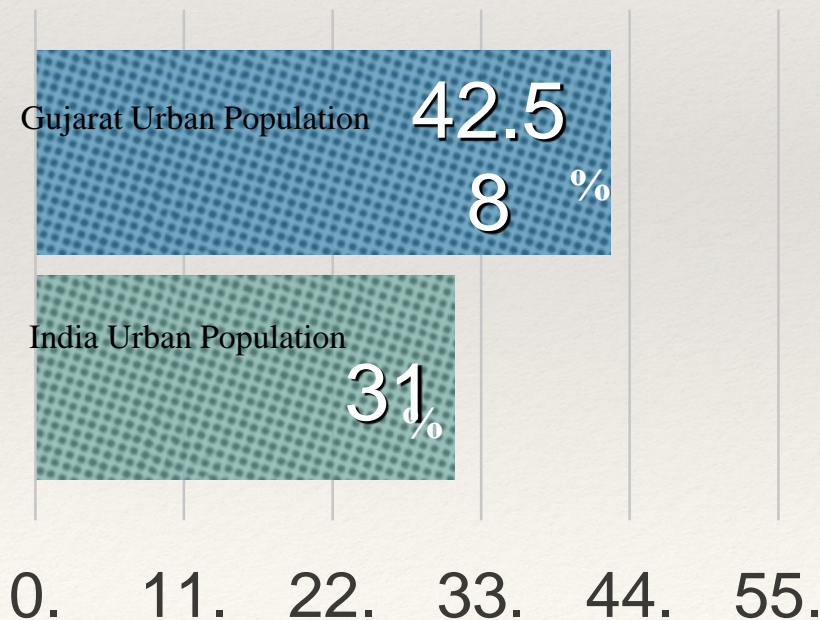 Gujarat Urban Population
42.5
8 %
India Urban Population
31
%
0. 11. 22. 33. 44. 55.